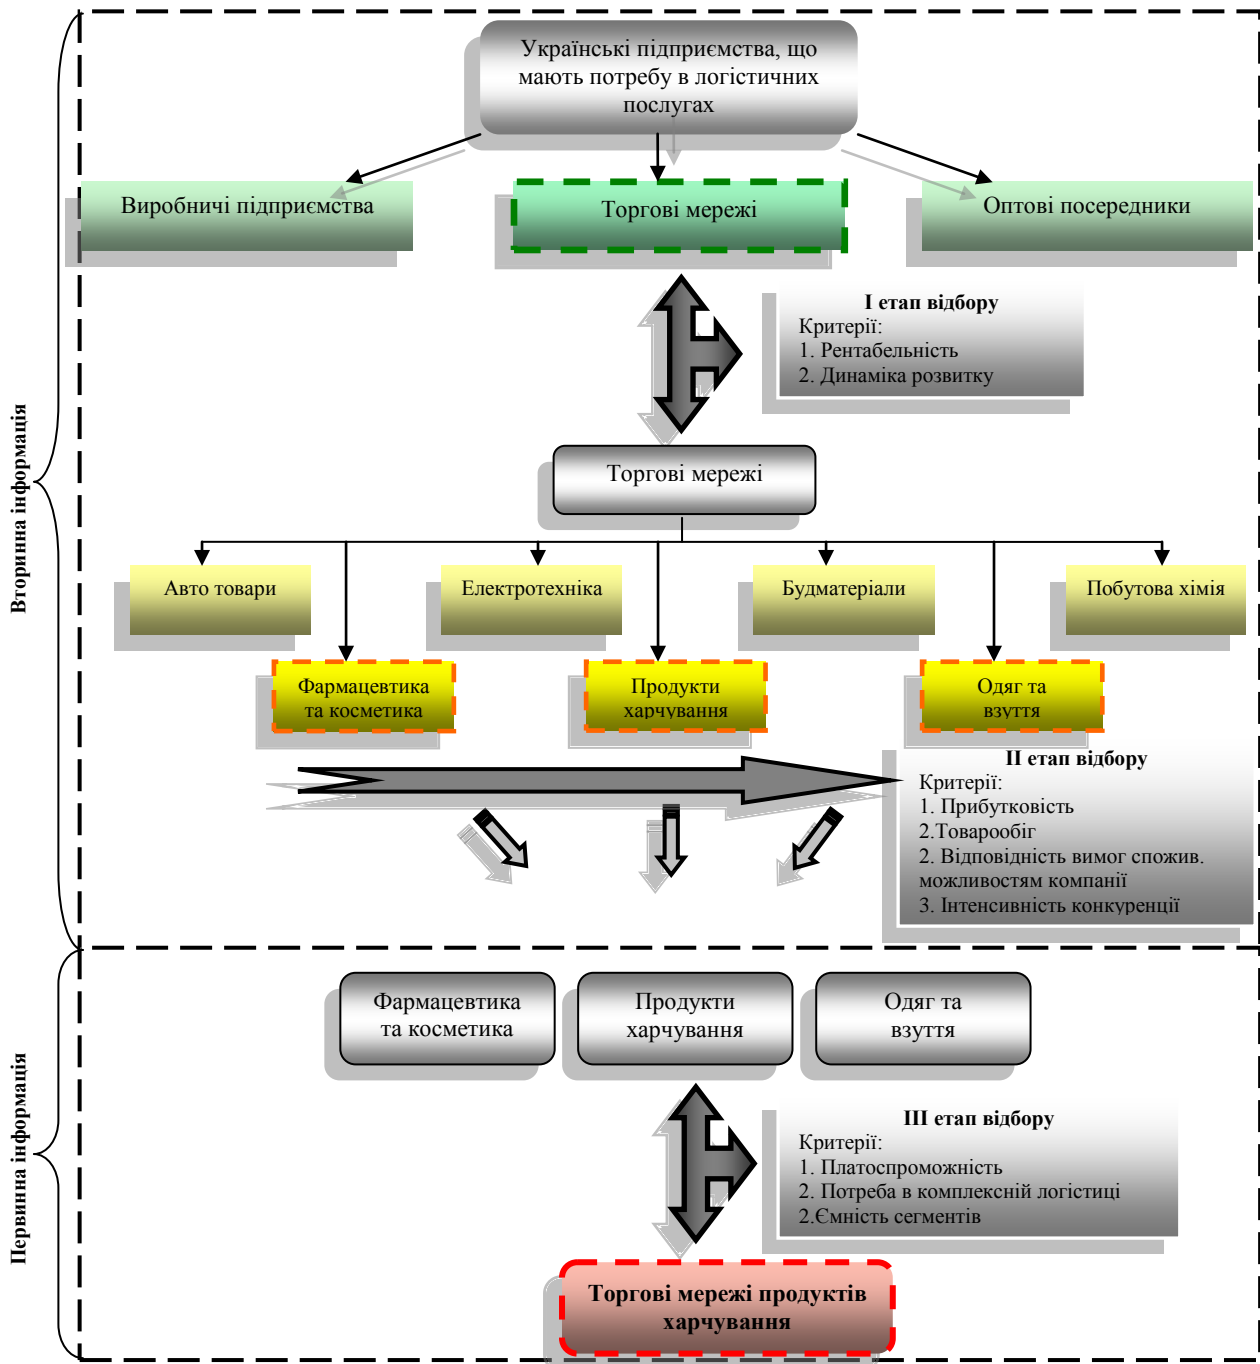 Українські підприємства, що
мають потребу в логістичних
послугах
Виробничі підприємства
Торгові мережі
Оптові посередники
І етап відбору
Критерії:
1. Рентабельність
2. Динаміка розвитку
Вторинна інформація
Торгові мережі
Авто товари
Електротехніка
Будматеріали
Побутова хімія
Фармацевтика
та косметика
Продукти
харчування
Одяг та
взуття
ІІ етап відбору
Критерії:
1. Прибутковість
2.Товарообіг
2. Відповідність вимог спожив.
можливостям компанії
3. Інтенсивність конкуренції
Первинна інформація
Фармацевтика
та косметика
Продукти
харчування
Одяг та
взуття
ІІІ етап відбору
Критерії:
1. Платоспроможність
2. Потреба в комплексній логістиці
2.Ємність сегментів
Торгові мережі продуктів
харчування